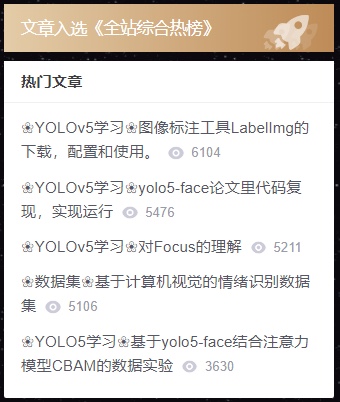 文章入选《全站综合热榜》
热门文章
❀YOLOv5学习❀图像标注工具LabelImg的
下载，配置和使用。 6104
❀YOLOv5学习❀yolo5-face论文里代码复
现，实现运行 5476
❀YOLOv5学习❀对Focus的理解 5211
❀数据集❀基于计算机视觉的情绪识别数据
集 5106
❀YOLO5学习❀基于yolo5-face结合注意力
模型CBAM的数据实验 3630